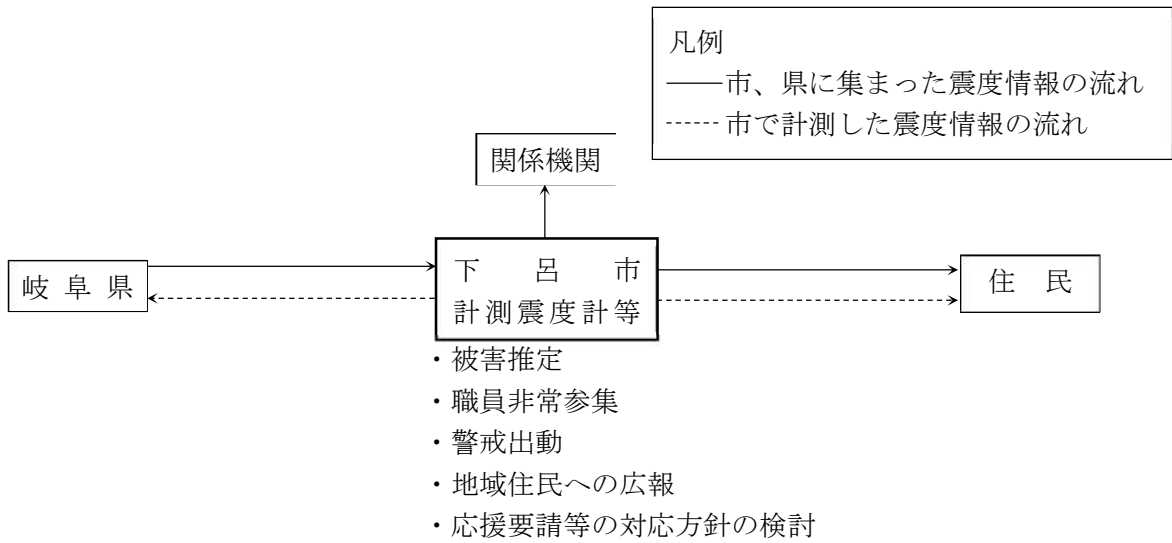 凡例
市、県に集まった震度情報の流れ
市で計測した震度情報の流れ
関係機関
岐阜県
下呂市
計測震度計等
住民
・被害推定
・職員非常参集
・警戒出動
・地域住民への広報
・応援要請等の対応方針の検討